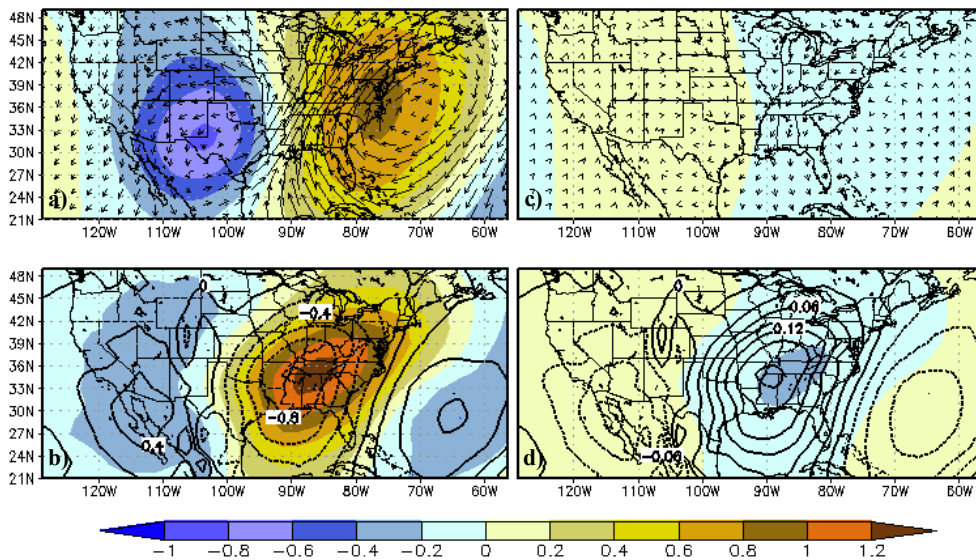 48N 45N 42N 39N 36N 33N 30N 27N 24N 21N
a)
c)
120W 110W 100W 90W 80W 70W 60W
120W 110W 100W 90W 80W 70W 60W
48N 45N 42N 39N 36N 33N 30N 27N 24N 21N
0
-0.4
-0.8
0.4
b)
0
0.06
0.12
-0.06
d)
120W 110W 100W 90W 80W 70W 60W
120W 110W 100W 90W 80W 70W 60W
-1 -0.8 -0.6 -0.4 -0.2 0 0.2 0.4 0.6 0.8 1 1.2